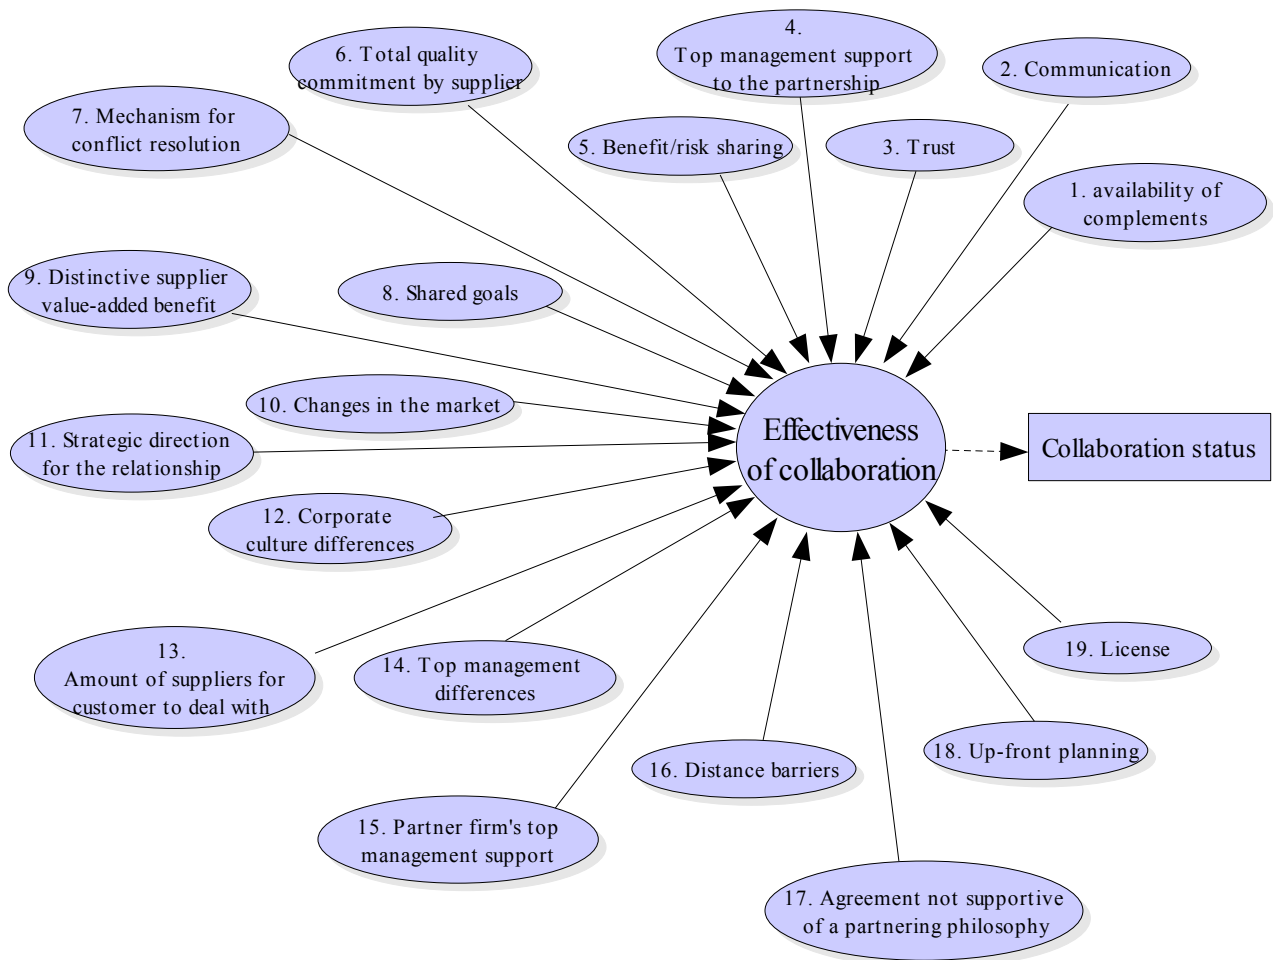 4.
Top management support
to the partnership
6. Total quality
commitment by supplier
2. Communication
7. Mechanism for
conflict resolution
5. Benefit/risk sharing
3. Trust
1. availability of
complements
9. Distinctive supplier
value-added benefit
8. Shared goals
10. Changes in the market
11. Strategic direction
for the relationship
Effectiveness
of collaboration
Collaboration status
12. Corporate
culture differences
13.
Amount of suppliers for
customer to deal with
14. Top management
differences
19. License
18. Up-front planning
16. Distance barriers
15. Partner firm's top
management support
17. Agreement not supportive
of a partnering philosophy